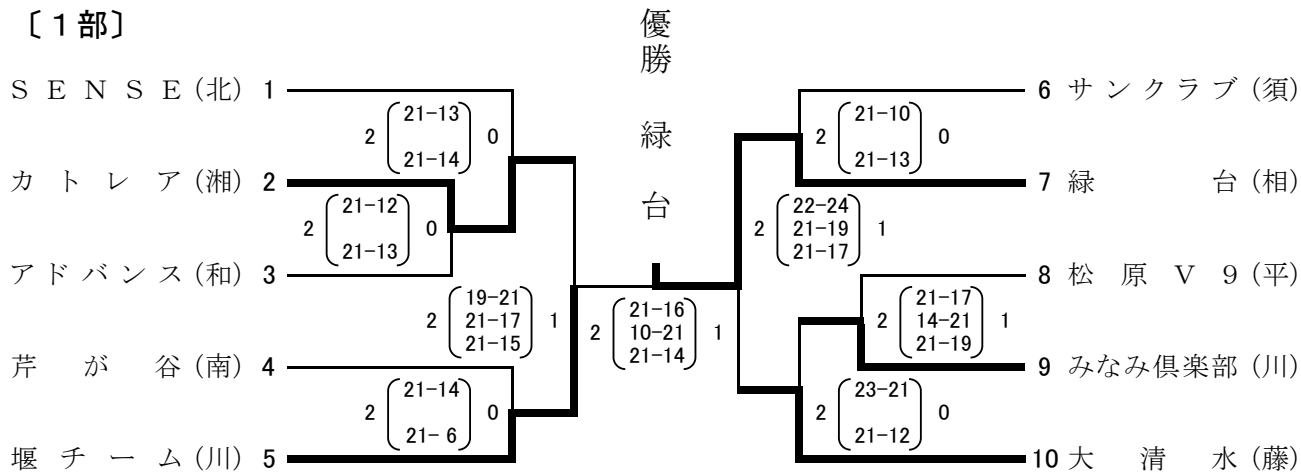 〔１部〕
優勝 緑台
ＳＥＮＳＥ(北) 1
2 21-13 0
21-14
カトレア(湘) 2
2 21-12 0
21-13
アドバンス(和) 3
2 19-21 1
21-17
21-15
芹が谷(南) 4
2 21-14 0
21- 6
堰チーム(川) 5
2 21-16 1
10-21
21-14
6 サンクラブ(須)
2 21-10 0
21-13
7 緑台(相)
2 22-24 1
21-19
21-17
8 松原Ｖ９(平)
2 21-17 1
14-21
21-19
9 みなみ倶楽部(川)
2 23-21 0
21-12
10 大清水(藤)